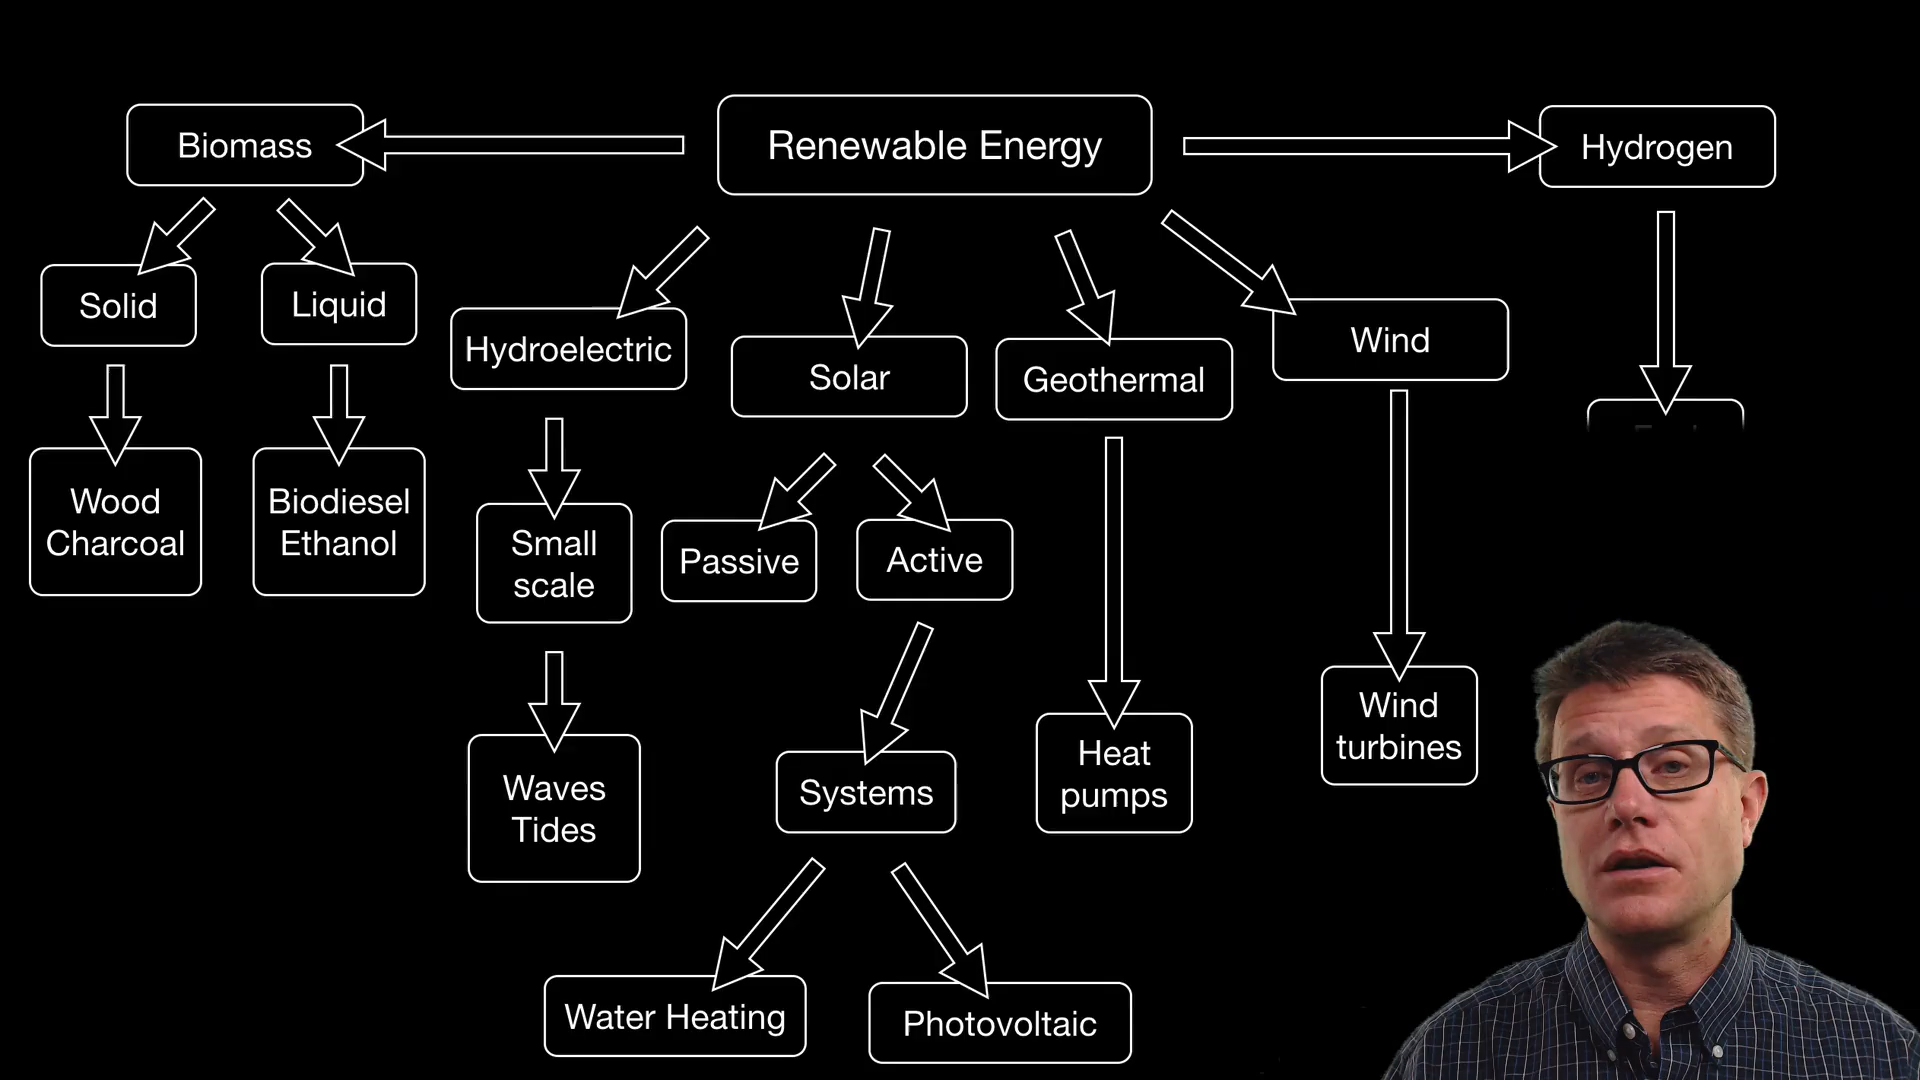 Renewable Energy
Biomass
Hydrogen
Solid
Liquid
Hydroelectric
Solar
Geothermal
Wind
Wood
Charcoal
Biodiesel
Ethanol
Small
scale
Passive
Active
Waves
Tides
Systems
Heat
pumps
Wind
turbines
Water Heating
Photovoltaic